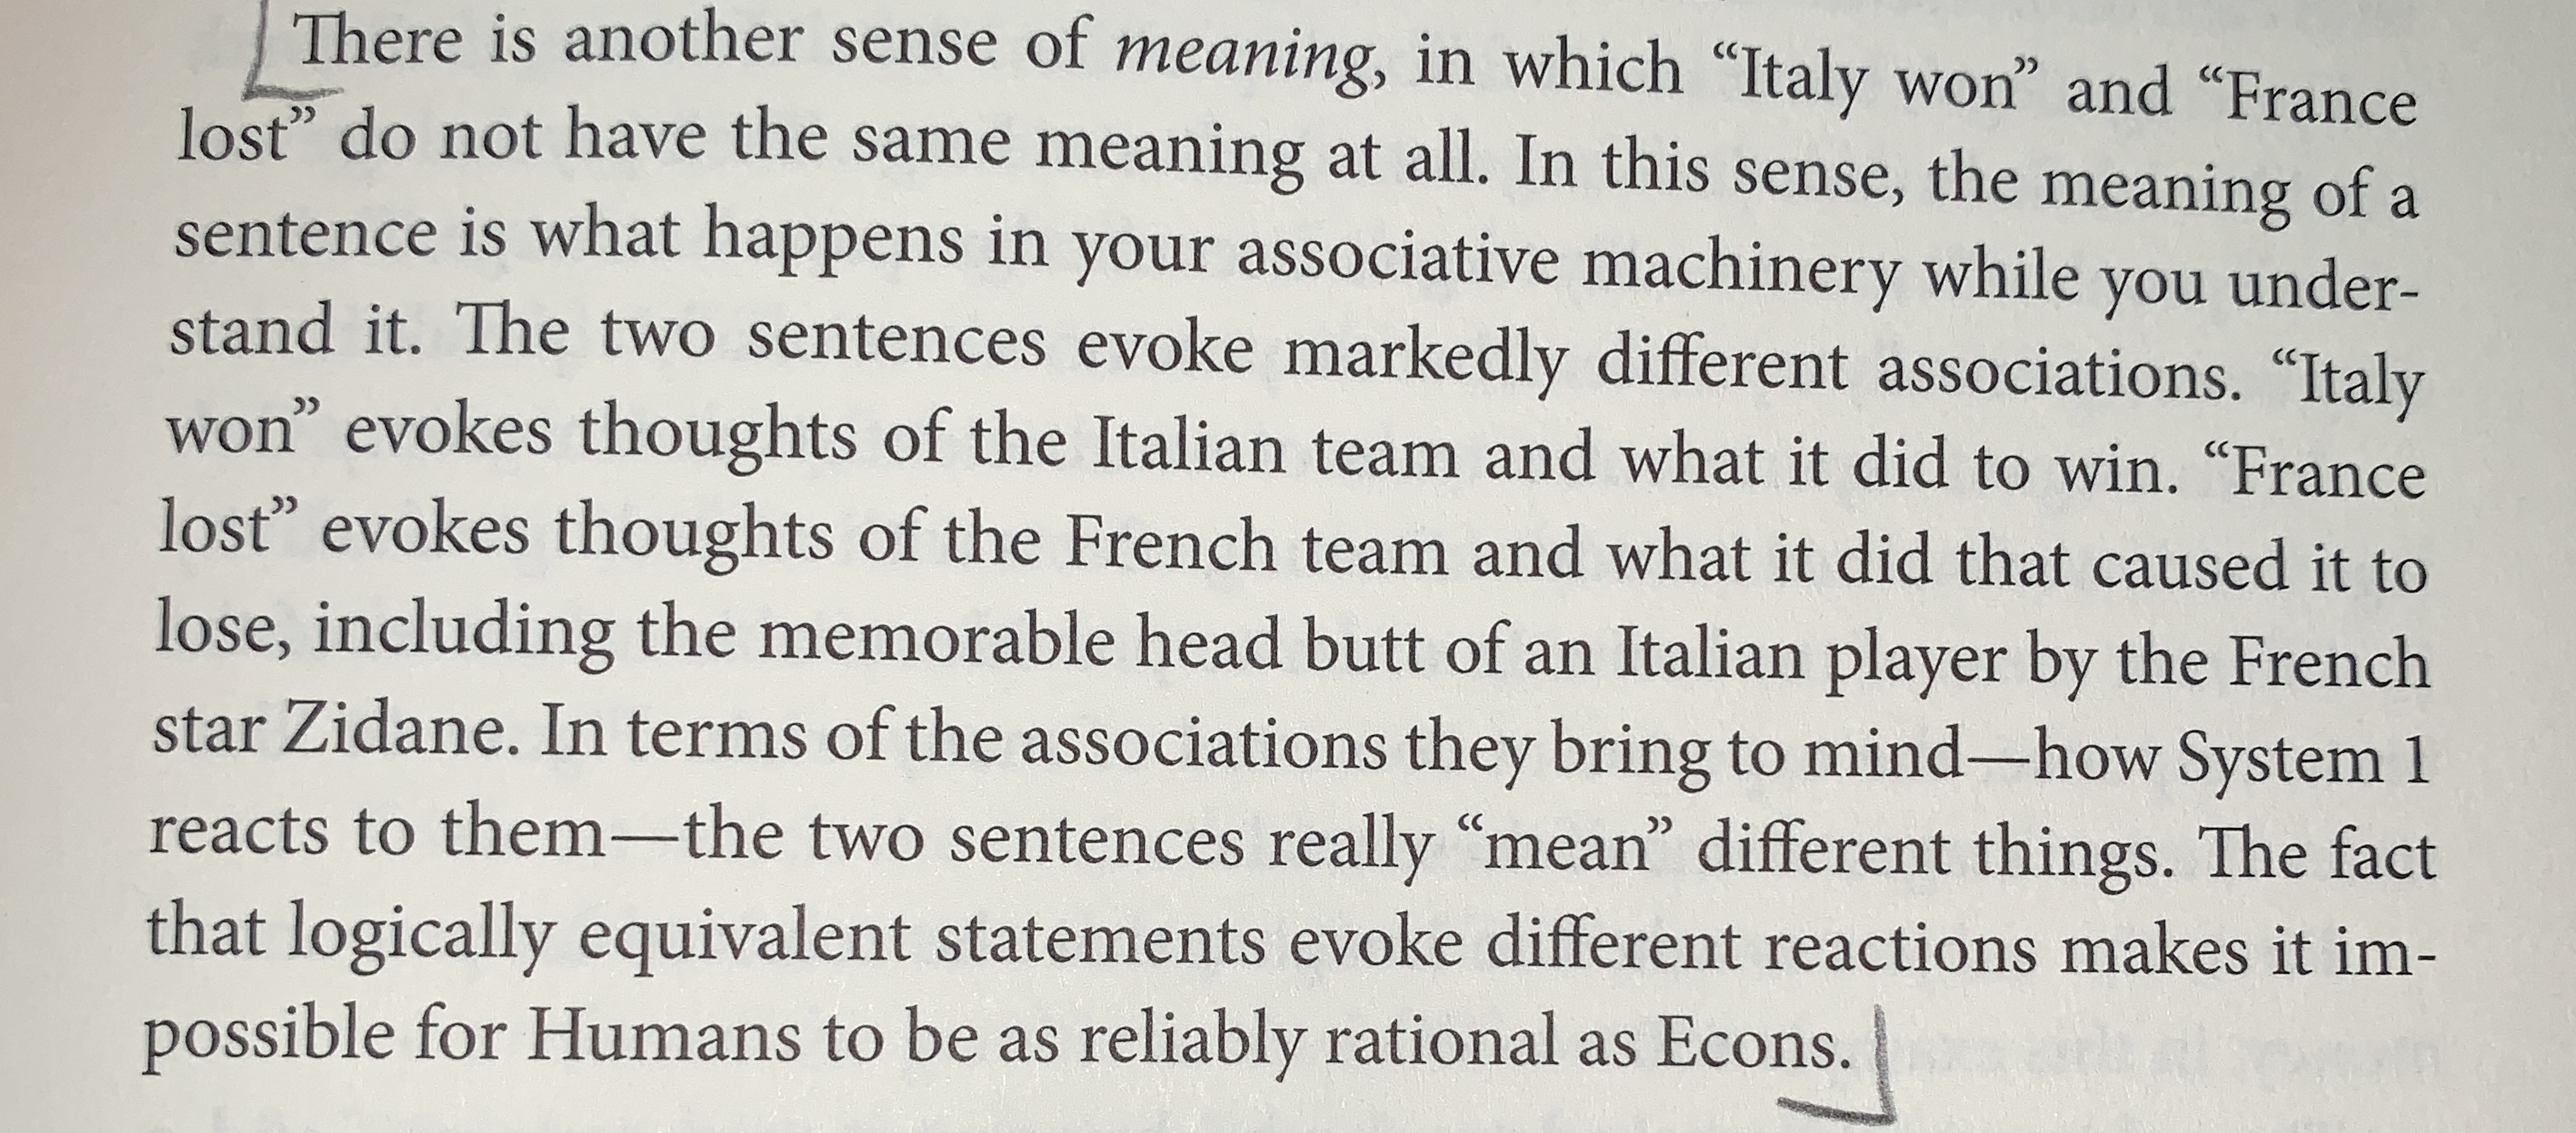 There is another sense of meaning, in which “Italy won” and “France
lost” do not have the same meaning at all. In this sense, the meaning of a
sentence is what happens in your associative machinery while you under-
stand it. The two sentences evoke markedly different associations. “Italy
won” evokes thoughts of the Italian team and what it did to win. “France
lost” evokes thoughts of the French team and what it did that caused it to
lose, including the memorable head butt of an Italian player by the French
star Zidane. In terms of the associations they bring to mind—how System 1
reacts to them—the two sentences really “mean” different things. The fact
that logically equivalent statements evoke different reactions makes it im-
possible for Humans to be as reliably rational as Econs.